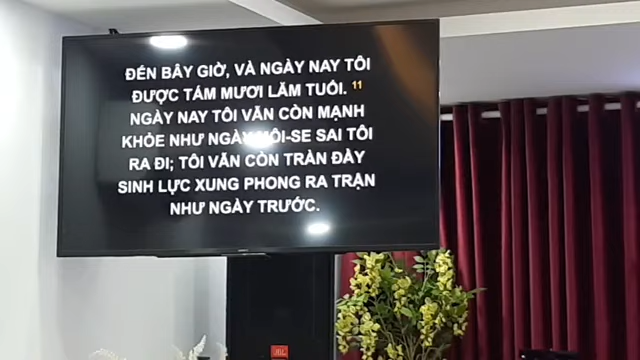 ĐẾN BÂY GIỜ, VÀ NGÀY NAY TÔI
ĐƯỢC TÁM MƯƠI LĂM TUỔI. 11
NGÀY NAY TÔI VẪN CÒN MẠNH
KHỎE NHƯ NGÀY MÔI-SE SAI TÔI
RA ĐI; TÔI VẪN CÒN TRÀN ĐẦY
SINH LỰC XUNG PHONG RA TRẬN
NHƯ NGÀY TRƯỚC.
JBL